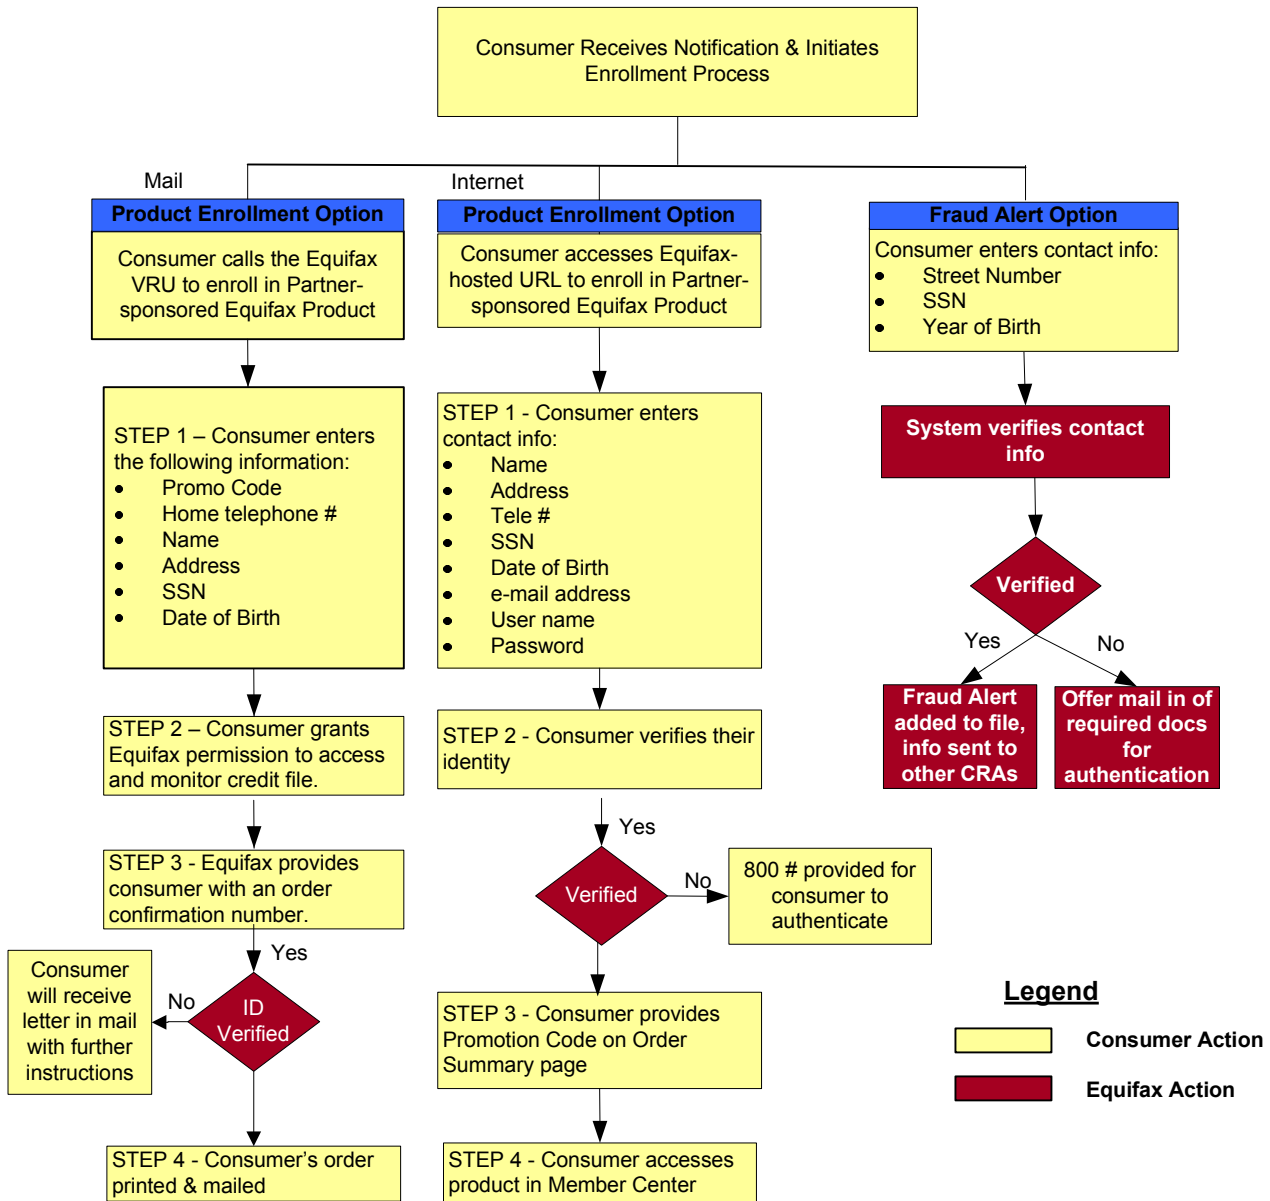 Consumer Receives Notification & Initiates
Enrollment Process
Mail
Product Enrollment Option
Consumer calls the Equifax
VRU to enroll in Partner-
sponsored Equifax Product
STEP 1 – Consumer enters
the following information:
• Promo Code
• Home telephone #
• Name
• Address
• SSN
• Date of Birth
STEP 2 – Consumer grants
Equifax permission to access
and monitor credit file.
STEP 3 - Equifax provides
consumer with an order
confirmation number.
Yes
ID
Verified
No
Consumer
will receive
letter in mail
with further
instructions
STEP 4 - Consumer’s order
printed & mailed
Internet
Product Enrollment Option
Consumer accesses Equifax-
hosted URL to enroll in Partner-
sponsored Equifax Product
STEP 1 - Consumer enters
contact info:
• Name
• Address
• Tele #
• SSN
• Date of Birth
• e-mail address
• User name
• Password
STEP 2 - Consumer verifies their
identity
Yes
Verified
No
800 # provided for
consumer to
authenticate
STEP 3 - Consumer provides
Promotion Code on Order
Summary page
STEP 4 - Consumer accesses
product in Member Center
Fraud Alert Option
Consumer enters contact info:
• Street Number
• SSN
• Year of Birth
System verifies contact
info
Verified
Yes
No
Fraud Alert
added to file,
info sent to
other CRAs
Offer mail in of
required docs
for
authentication
Legend
Consumer Action
Equifax Action